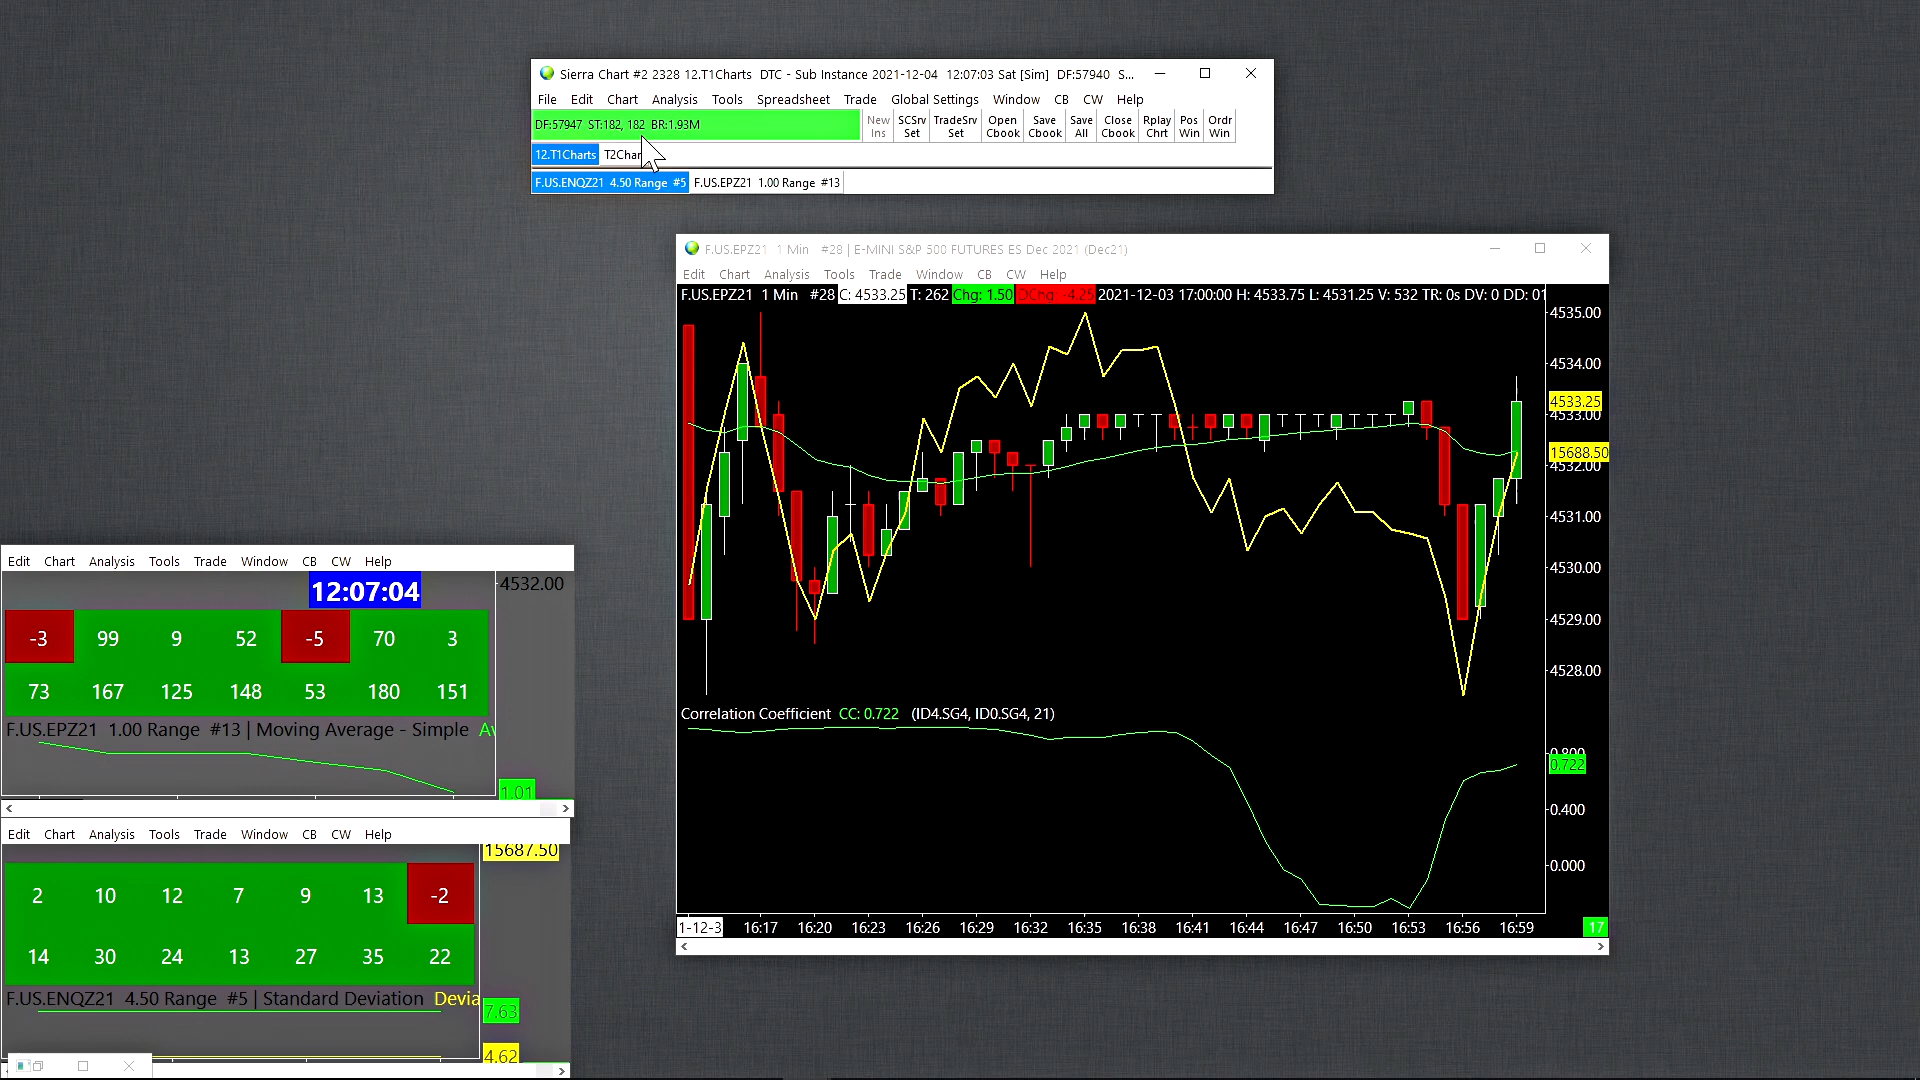 Sierra Chart #2 2328 12.T1Charts DTC - Sub Instance 2021-12-04 12:07:03 Sat [Sim] DF:57940 S...
File Edit Chart Analysis Tools Spreadsheet Trade Global Settings Window CB CW Help
DF:57947 ST:182, 182 BR:1.93M
New Ins
SCSrv Set
TradeSrv Set
Open Cbook
Save Cbook
Save All
Close Cbook
Rplay Chrt
Pos Win
Ordr Win
12.T1Charts T2Char
F.US.ENQZ21 4.50 Range #5 F.US.EPZ21 1.00 Range #13
F.US.EPZ21 1 Min #28 | E-MINI S&P 500 FUTURES ES Dec 2021 (Dec21)
Edit Chart Analysis Tools Trade Window CB CW Help
F.US.EPZ21 1 Min #28 C: 4533.25 T: 262 Chg: 1.50 DChg: -4.25 2021-12-03 17:00:00 H: 4533.75 L: 4531.25 V: 532 TR: 0s DV: 0 DD: 01
4535.00
4534.00
4533.25
4533.00
15688.50
4532.00
4531.00
4530.00
4529.00
4528.00
Correlation Coefficient CC: 0.722 (ID4.SG4, ID0.SG4, 21)
0.800
0.722
0.400
0.000
1-12-3 16:17 16:20 16:23 16:26 16:29 16:32 16:35 16:38 16:41 16:44 16:47 16:50 16:53 16:56 16:59 17
Edit Chart Analysis Tools Trade Window CB CW Help
12:07:04 4532.00
-3 99 9 52 -5 70 3
73 167 125 148 53 180 151
F.US.EPZ21 1.00 Range #13 | Moving Average - Simple Av
1.01
Edit Chart Analysis Tools Trade Window CB CW Help
15687.50
2 10 12 7 9 13 -2
14 30 24 13 27 35 22
F.US.ENQZ21 4.50 Range #5 | Standard Deviation Devia
7.63
4.62